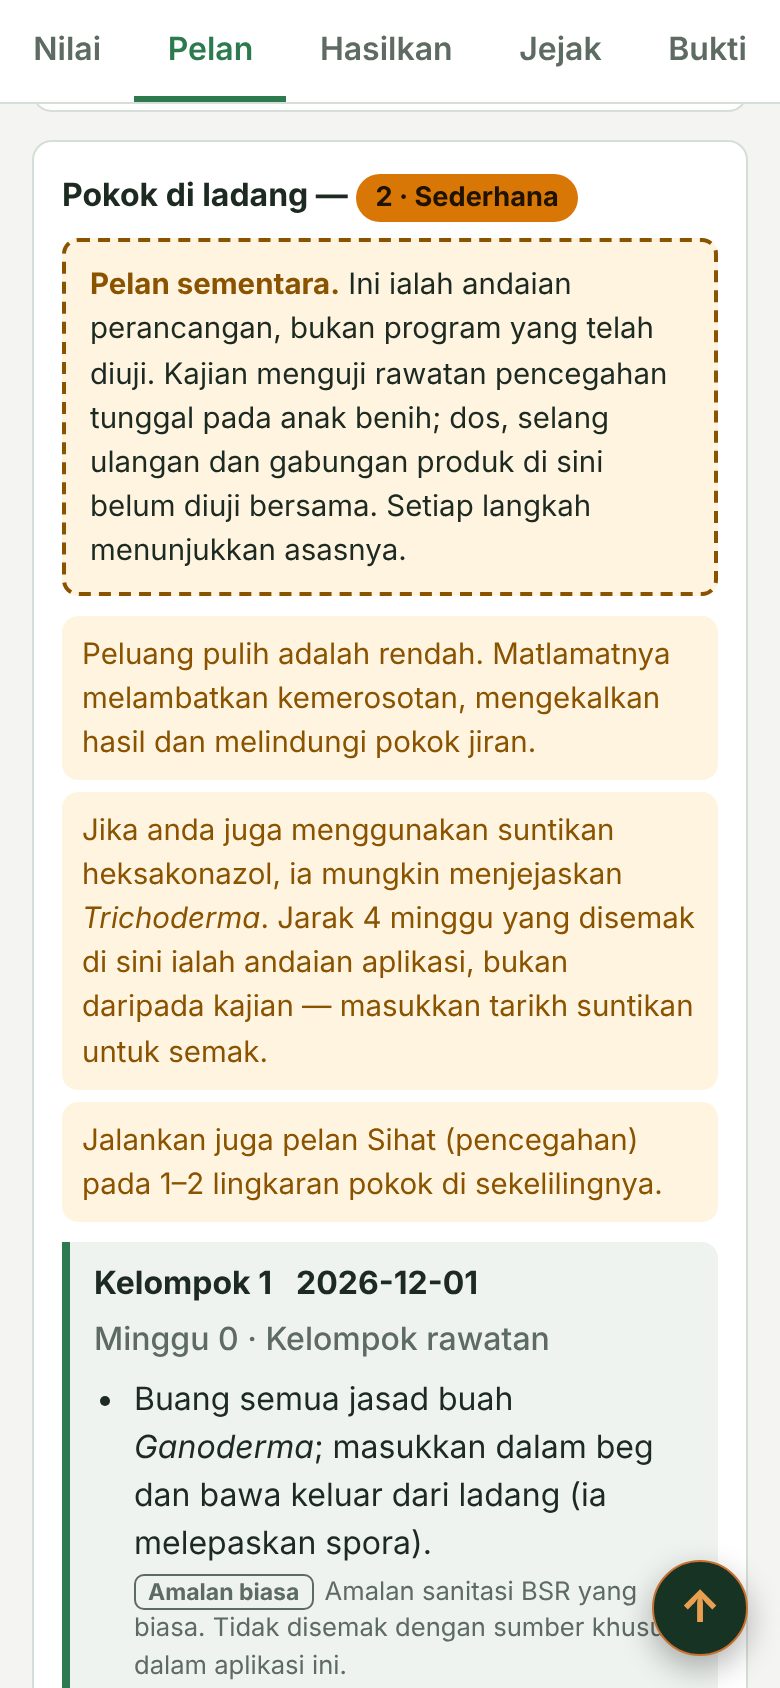 Nilai Pelan Hasilkan Jejak Bukti
Pokok di ladang — 2 · Sederhana
Pelan sementara. Ini ialah andaian
perancangan, bukan program yang telah
diuji. Kajian menguji rawatan pencegahan
tunggal pada anak benih; dos, selang
ulangan dan gabungan produk di sini
belum diuji bersama. Setiap langkah
menunjukkan asasnya.
Peluang pulih adalah rendah. Matlamatnya
melambatkan kemerosotan, mengekalkan
hasil dan melindungi pokok jiran.
Jika anda juga menggunakan suntikan
heksakonazol, ia mungkin menjejaskan
Trichoderma. Jarak 4 minggu yang disemak
di sini ialah andaian aplikasi, bukan
daripada kajian — masukkan tarikh suntikan
untuk semak.
Jalankan juga pelan Sihat (pencegahan)
pada 1–2 lingkaran pokok di sekelilingnya.
Kelompok 1 2026-12-01
Minggu 0 · Kelompok rawatan
• Buang semua jasad buah
Ganoderma; masukkan dalam beg
dan bawa keluar dari ladang (ia
melepaskan spora).
Amalan biasa Amalan sanitasi BSR yang
biasa. Tidak disemak dengan sumber
dalam aplikasi ini.